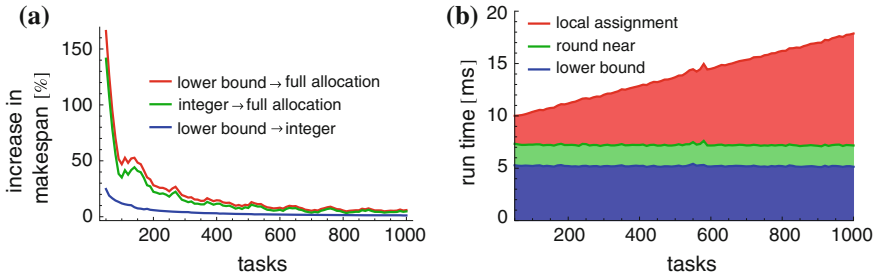 (a)
increase in
makespan [%]
150
100
50
0
lower bound→full allocation
integer→full allocation
lower bound→integer
200 400 600 800 1000
tasks
(b)
run time [ms]
20
15
10
5
0
local assignment
round near
lower bound
200 400 600 800 1000
tasks